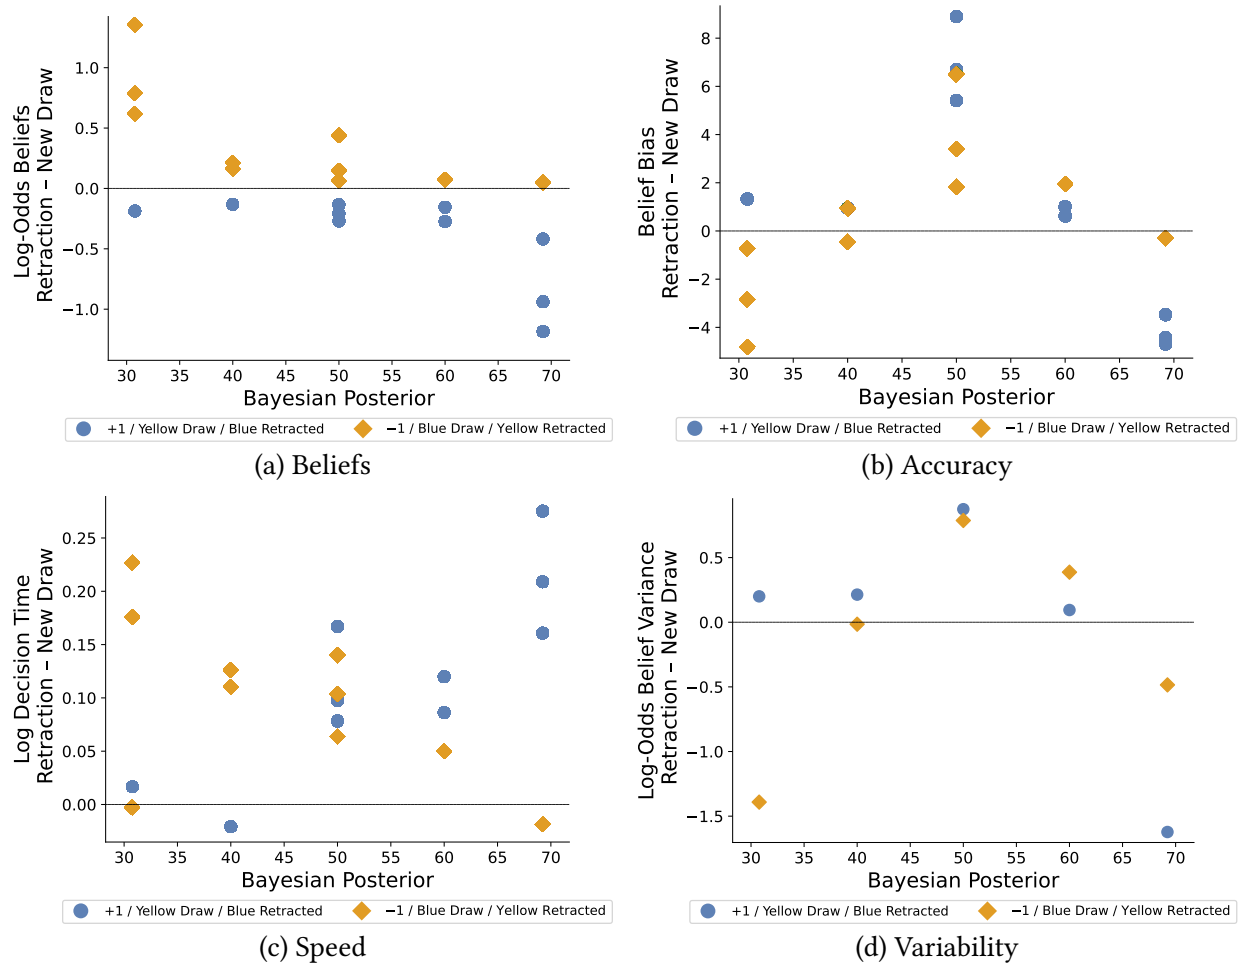 Log-Odds Beliefs
Retraction – New Draw
1.0
0.5
0.0
−0.5
−1.0
30 35 40 45 50 55 60 65 70
Bayesian Posterior
+1 / Yellow Draw / Blue Retracted −1 / Blue Draw / Yellow Retracted
(a) Beliefs
Belief Bias
Retraction – New Draw
8
6
4
2
0
−2
−4
30 35 40 45 50 55 60 65 70
Bayesian Posterior
+1 / Yellow Draw / Blue Retracted −1 / Blue Draw / Yellow Retracted
(b) Accuracy
Log Decision Time
Retraction – New Draw
0.25
0.20
0.15
0.10
0.05
0.00
30 35 40 45 50 55 60 65 70
Bayesian Posterior
+1 / Yellow Draw / Blue Retracted −1 / Blue Draw / Yellow Retracted
(c) Speed
Log-Odds Belief Variance
Retraction – New Draw
0.5
0.0
−0.5
−1.0
−1.5
30 35 40 45 50 55 60 65 70
Bayesian Posterior
+1 / Yellow Draw / Blue Retracted −1 / Blue Draw / Yellow Retracted
(d) Variability